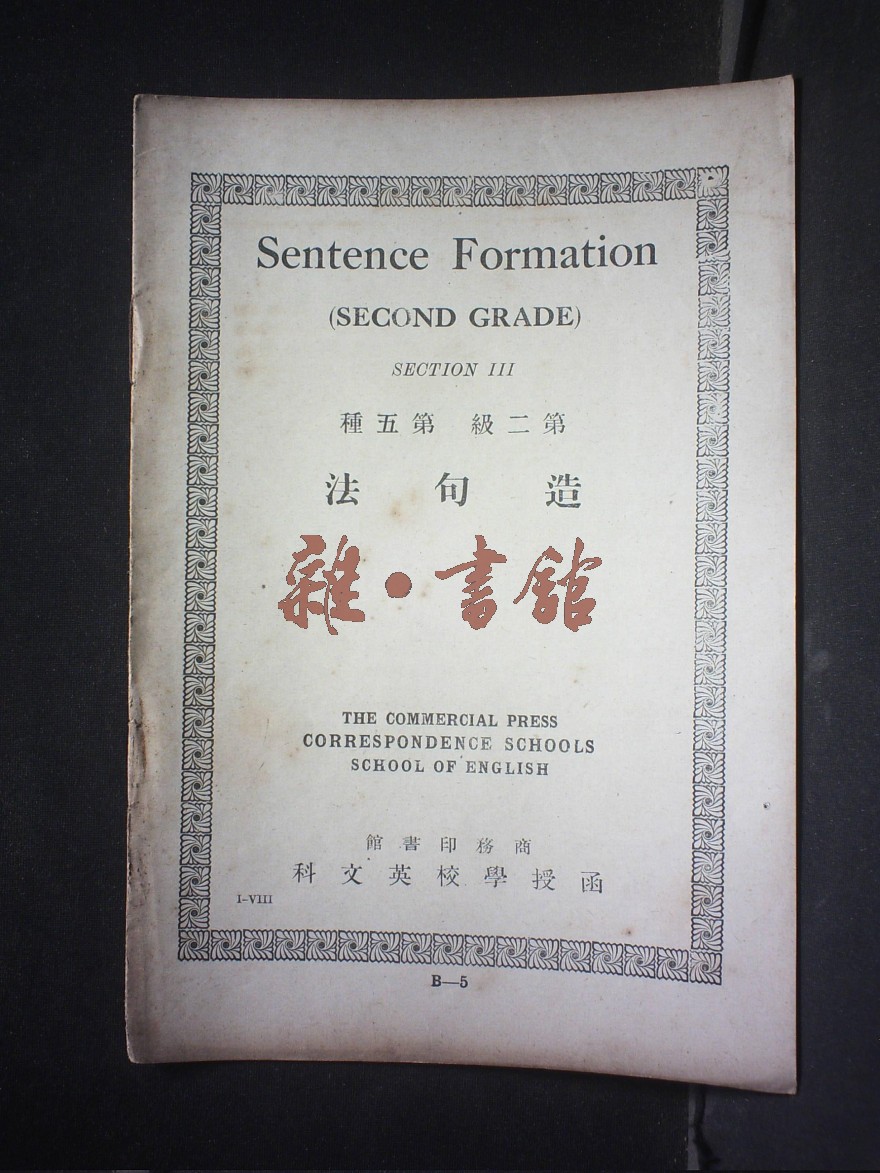 Sentence Formation
(SECOND GRADE)
SECTION III
第二級 第五種
造句法
雜•書館
THE COMMERCIAL PRESS
CORRESPONDENCE SCHOOLS
SCHOOL OF ENGLISH
商務印書館
函授學校英文科
I-VIII
B—5